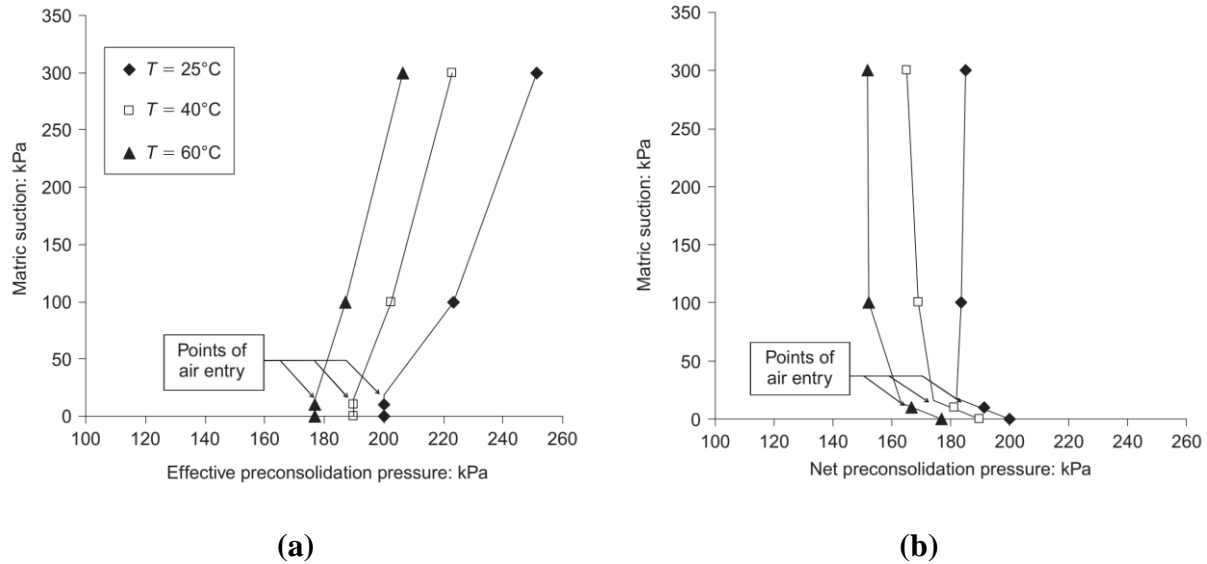 350
300
250
200
150
100
50
0
Matric suction: kPa
T = 25°C
T = 40°C
T = 60°C
Points of
air entry
100 120 140 160 180 200 220 240 260
Effective preconsolidation pressure: kPa
(a)
350
300
250
200
150
100
50
0
Matric suction: kPa
Points of
air entry
100 120 140 160 180 200 220 240 260
Net preconsolidation pressure: kPa
(b)